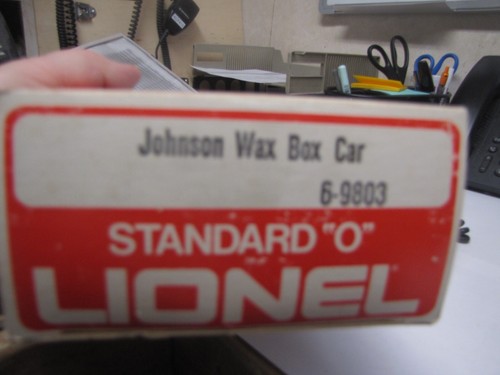 Johnson Wax Box Car
6-9803
STANDARD "O"
LIONEL